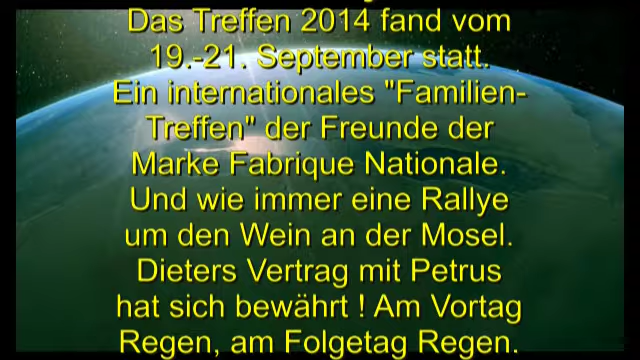 Das Treffen 2014 fand vom
19.-21. September statt.
Ein internationales "Familien-
Treffen" der Freunde der
Marke Fabrique Nationale.
Und wie immer eine Rallye
um den Wein an der Mosel.
Dieters Vertrag mit Petrus
hat sich bewährt ! Am Vortag
Regen, am Folgetag Regen.